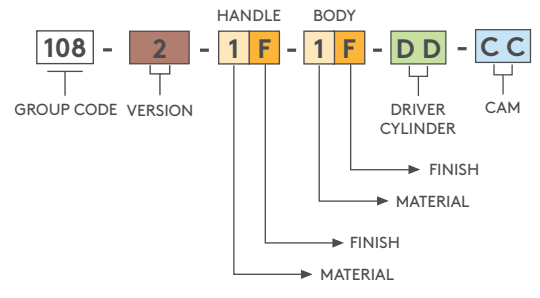 HANDLE BODY
108 - 2 - 1 F - 1 F - D D - C C
GROUP CODE VERSION DRIVER CYLINDER CAM
FINISH
MATERIAL
FINISH
MATERIAL